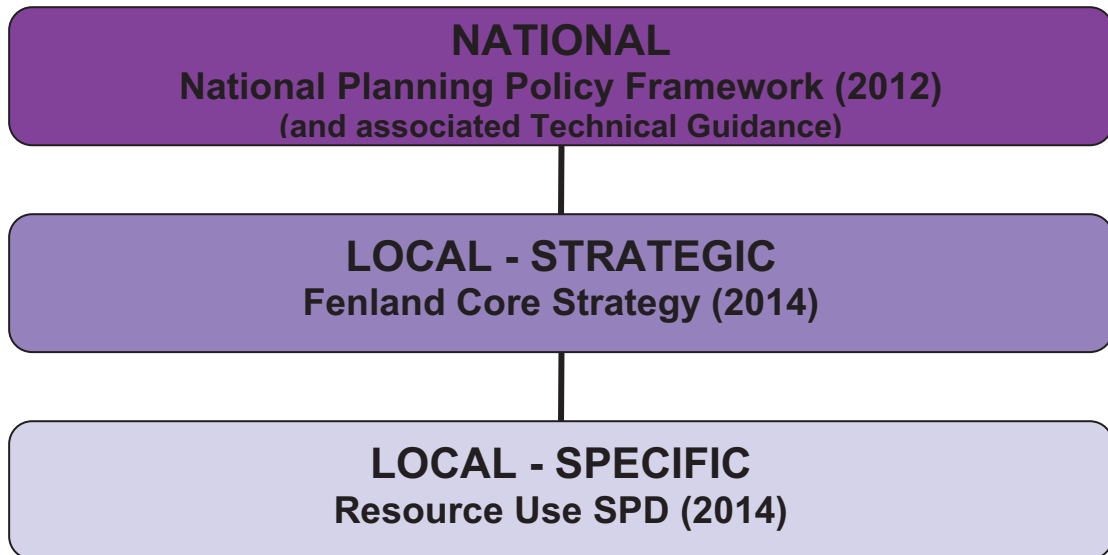 NATIONAL
National Planning Policy Framework (2012)
(and associated Technical Guidance)
LOCAL - STRATEGIC
Fenland Core Strategy (2014)
LOCAL - SPECIFIC
Resource Use SPD (2014)